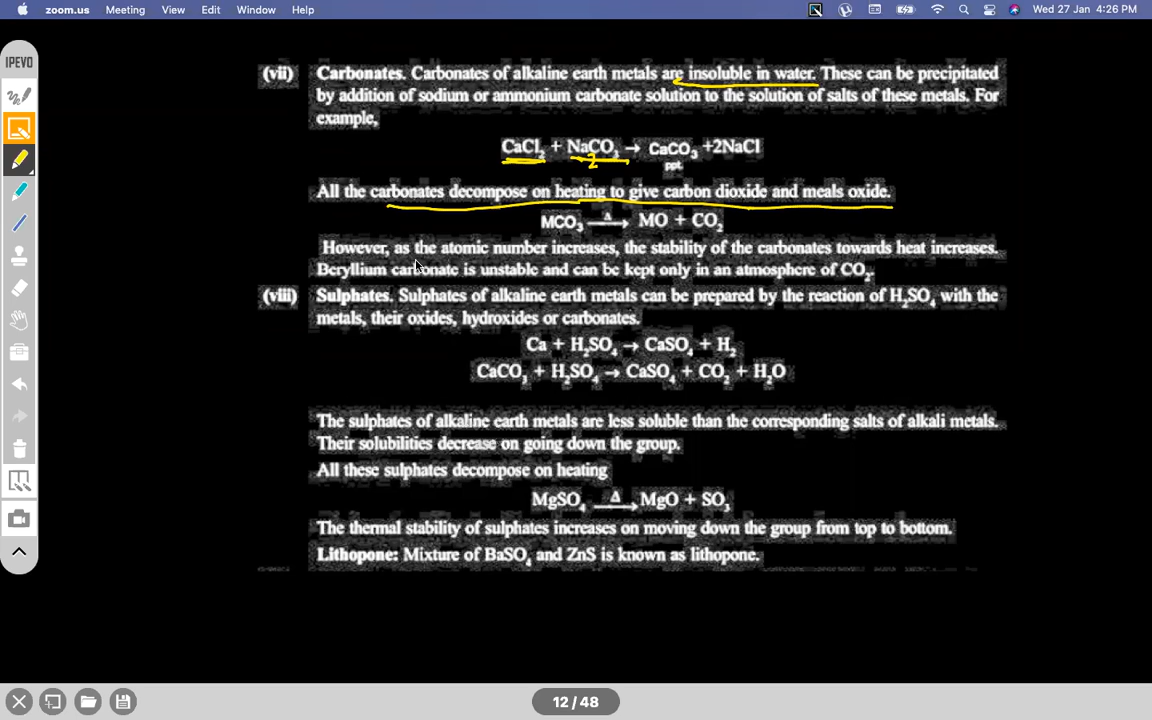 zoom.us Meeting View Edit Window Help Wed 27 Jan 4:26 PM
IPEVO
(vii) Carbonates. Carbonates of alkaline earth metals are insoluble in water. These can be precipitated
by addition of sodium or ammonium carbonate solution to the solution of salts of these metals. For
example,
CaCl₂ + NaCO₃ → CaCO₃ +2NaCl
2
ppt
All the carbonates decompose on heating to give carbon dioxide and meals oxide.
MCO₃ —Δ→ MO + CO₂
However, as the atomic number increases, the stability of the carbonates towards heat increases.
Beryllium carbonate is unstable and can be kept only in an atmosphere of CO₂.
(viii) Sulphates. Sulphates of alkaline earth metals can be prepared by the reaction of H₂SO₄ with the
metals, their oxides, hydroxides or carbonates.
Ca + H₂SO₄ → CaSO₄ + H₂
CaCO₃ + H₂SO₄ → CaSO₄ + CO₂ + H₂O
The sulphates of alkaline earth metals are less soluble than the corresponding salts of alkali metals.
Their solubilities decrease on going down the group.
All these sulphates decompose on heating
MgSO₄ —Δ→ MgO + SO₃
The thermal stability of sulphates increases on moving down the group from top to bottom.
Lithopone: Mixture of BaSO₄ and ZnS is known as lithopone.
12 / 48